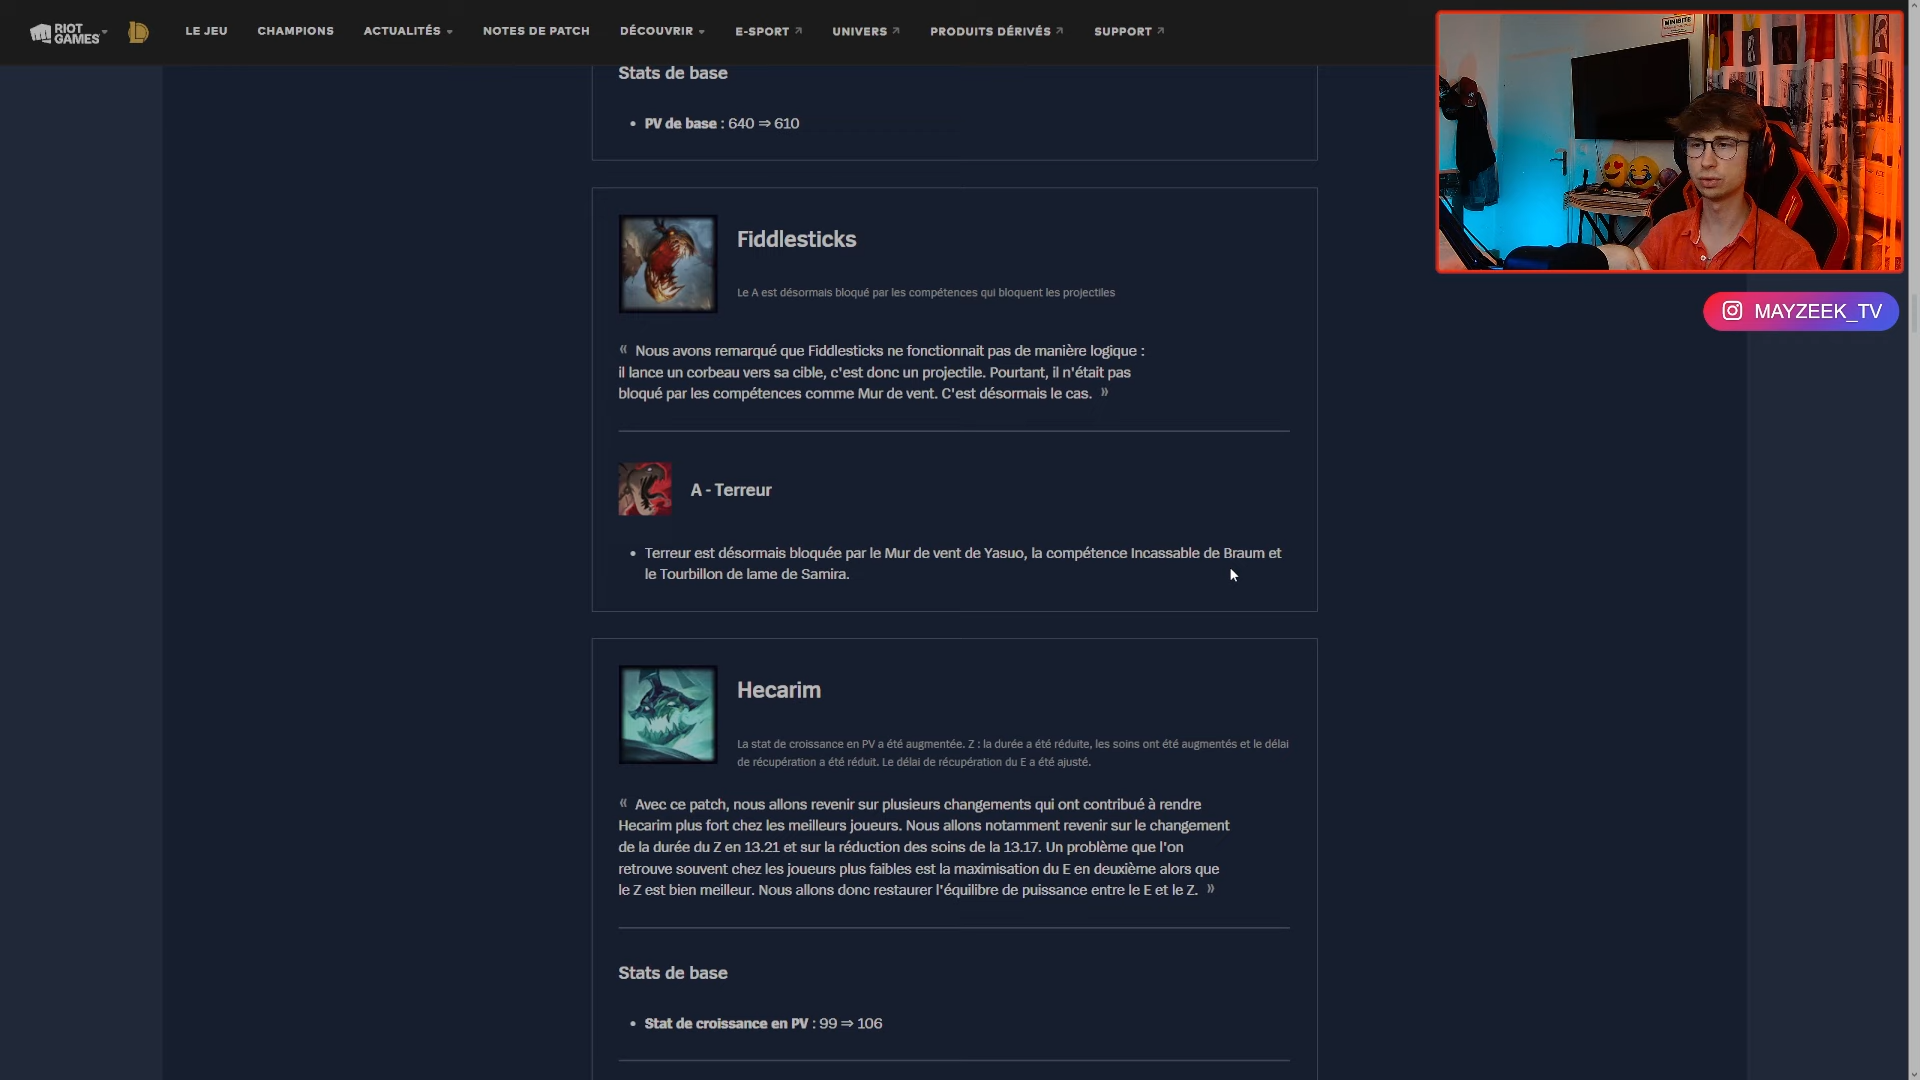 RIOT GAMES
LE JEU
CHAMPIONS
ACTUALITÉS
NOTES DE PATCH
DÉCOUVRIR
E-SPORT
UNIVERS
PRODUITS DÉRIVÉS
SUPPORT
MAYZEEK_TV
Stats de base
• PV de base : 640 ⇒ 610
Fiddlesticks
Le A est désormais bloqué par les compétences qui bloquent les projectiles
« Nous avons remarqué que Fiddlesticks ne fonctionnait pas de manière logique :
il lance un corbeau vers sa cible, c'est donc un projectile. Pourtant, il n'était pas
bloqué par les compétences comme Mur de vent. C'est désormais le cas. »
A - Terreur
• Terreur est désormais bloquée par le Mur de vent de Yasuo, la compétence Incassable de Braum et
le Tourbillon de lame de Samira.
Hecarim
La stat de croissance en PV a été augmentée. Z : la durée a été réduite, les soins ont été augmentés et le délai
de récupération a été réduit. Le délai de récupération du E a été ajusté.
« Avec ce patch, nous allons revenir sur plusieurs changements qui ont contribué à rendre
Hecarim plus fort chez les meilleurs joueurs. Nous allons notamment revenir sur le changement
de la durée du Z en 13.21 et sur la réduction des soins de la 13.17. Un problème que l'on
retrouve souvent chez les joueurs plus faibles est la maximisation du E en deuxième alors que
le Z est bien meilleur. Nous allons donc restaurer l'équilibre de puissance entre le E et le Z. »
Stats de base
• Stat de croissance en PV : 99 ⇒ 106